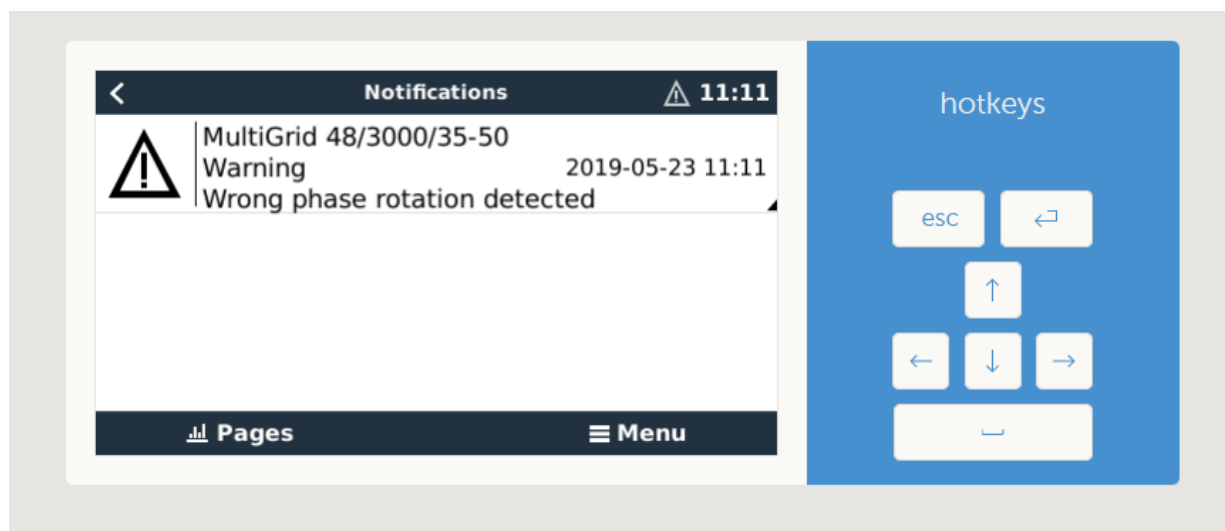 Notifications 11:11
MultiGrid 48/3000/35-50
Warning 2019-05-23 11:11
Wrong phase rotation detected
Pages Menu
hotkeys
esc